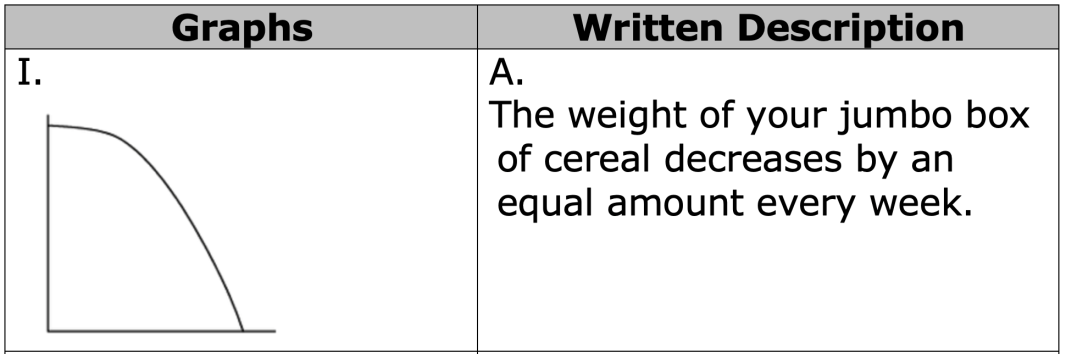 Graphs
Written Description
I.
A.
The weight of your jumbo box
of cereal decreases by an
equal amount every week.